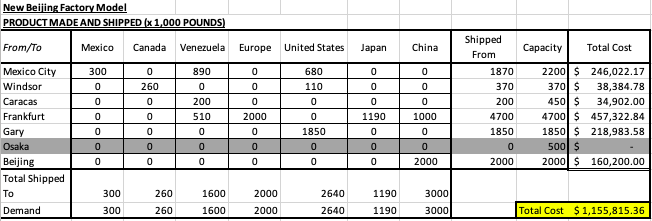 New Beijing Factory Model
PRODUCT MADE AND SHIPPED (x 1,000 POUNDS)
From/To Mexico Canada Venezuela Europe United States Japan China Shipped From Capacity Total Cost
Mexico City 300 0 890 0 680 0 0 1870 2200 $ 246,022.17
Windsor 0 260 0 0 110 0 0 370 370 $ 38,384.78
Caracas 0 0 200 0 0 0 0 200 450 $ 34,902.00
Frankfurt 0 0 510 2000 0 1190 1000 4700 4700 $ 457,322.84
Gary 0 0 0 0 1850 0 0 1850 1850 $ 218,983.58
Osaka 0 0 0 0 0 0 0 0 500 $ -
Beijing 0 0 0 0 0 0 2000 2000 2000 $ 160,200.00
Total Shipped
To 300 260 1600 2000 2640 1190 3000
Demand 300 260 1600 2000 2640 1190 3000 Total Cost $ 1,155,815.36